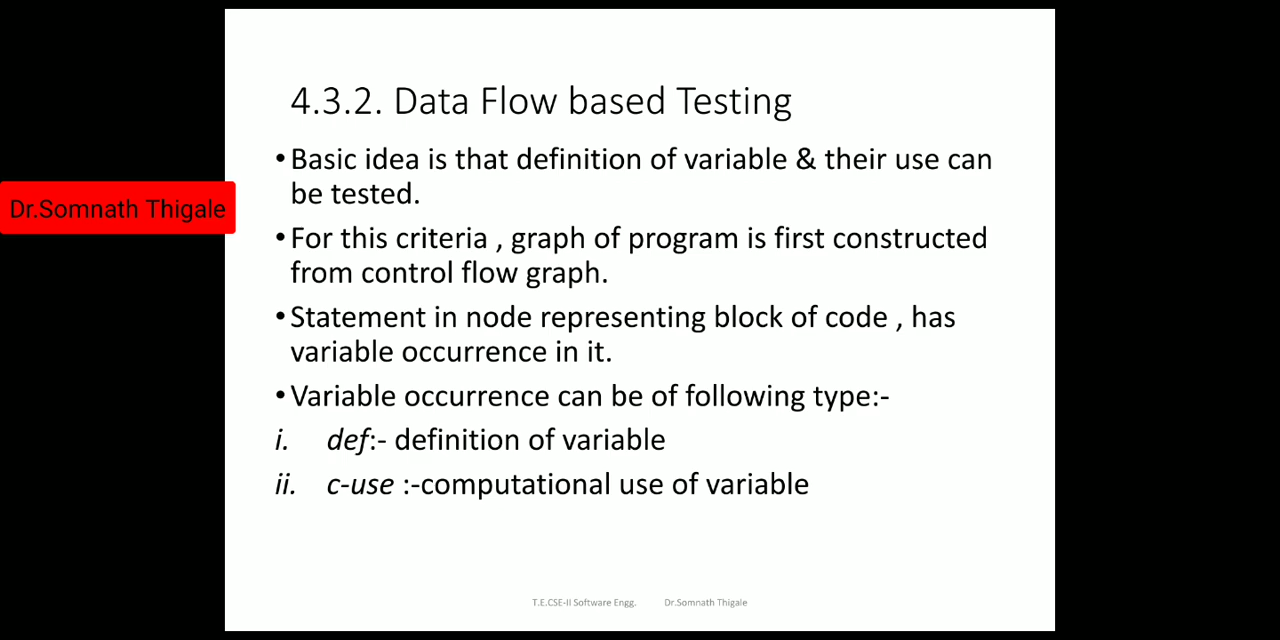 4.3.2. Data Flow based Testing
•Basic idea is that definition of variable & their use can
be tested.
Dr.Somnath Thigale
•For this criteria , graph of program is first constructed
from control flow graph.
•Statement in node representing block of code , has
variable occurrence in it.
•Variable occurrence can be of following type:-
i. def:- definition of variable
ii. c-use :-computational use of variable
T.E.CSE-II Software Engg. Dr.Somnath Thigale